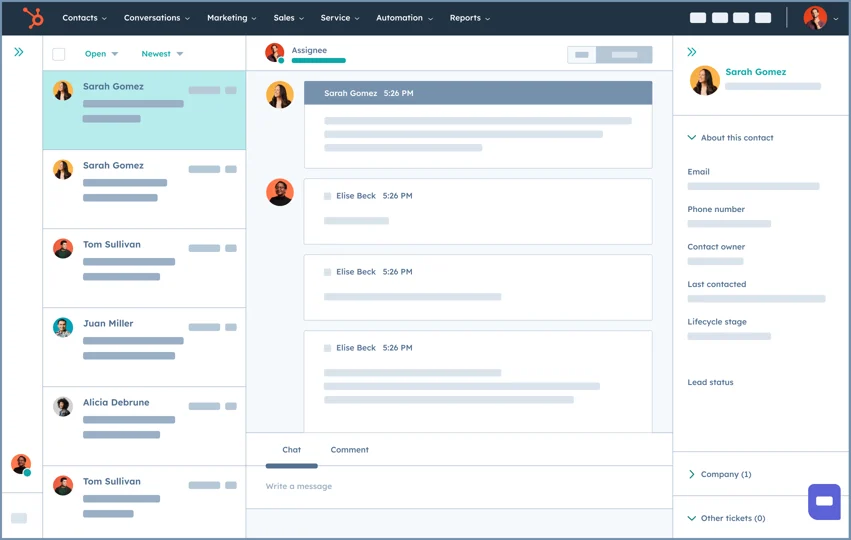 Contacts Conversations Marketing Sales Service Automation Reports
Open Newest
Sarah Gomez
Sarah Gomez
Tom Sullivan
Juan Miller
Alicia Debrune
Tom Sullivan
Assignee
Sarah Gomez 5:26 PM
Elise Beck 5:26 PM
Elise Beck 5:26 PM
Elise Beck 5:26 PM
Chat Comment
Write a message
Sarah Gomez
About this contact
Email
Phone number
Contact owner
Last contacted
Lifecycle stage
Lead status
Company (1)
Other tickets (0)